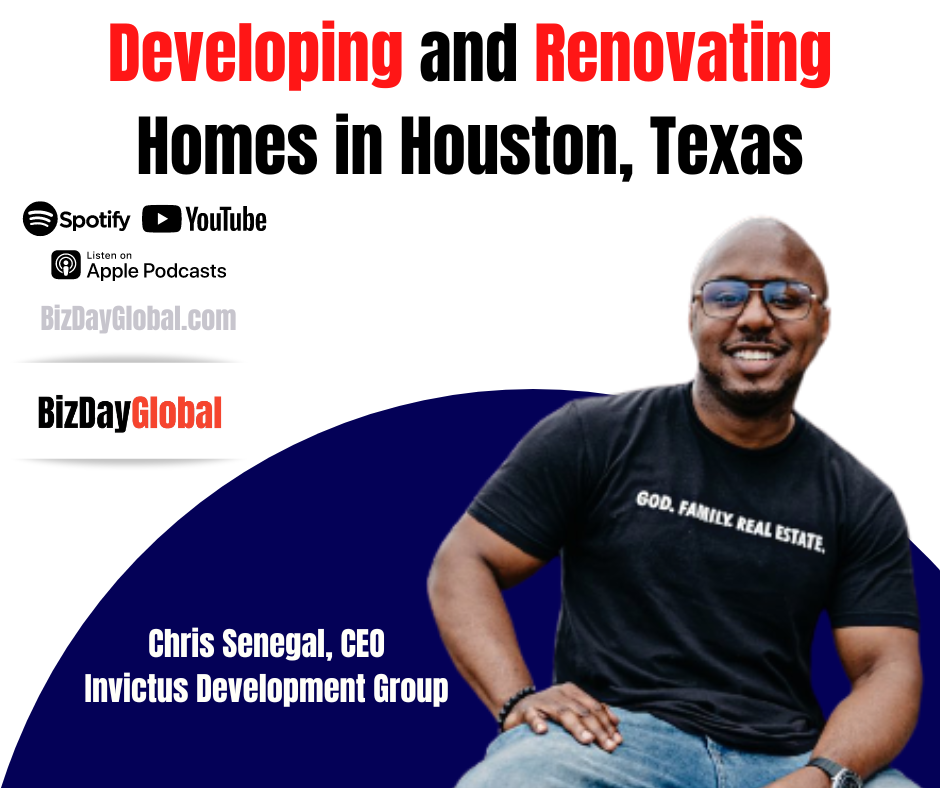 Developing and Renovating
Homes in Houston, Texas
Spotify YouTube
Listen on
Apple Podcasts
BizDayGlobal.com
BizDayGlobal
GOD. FAMILY. REAL ESTATE.
Chris Senegal, CEO
Invictus Development Group